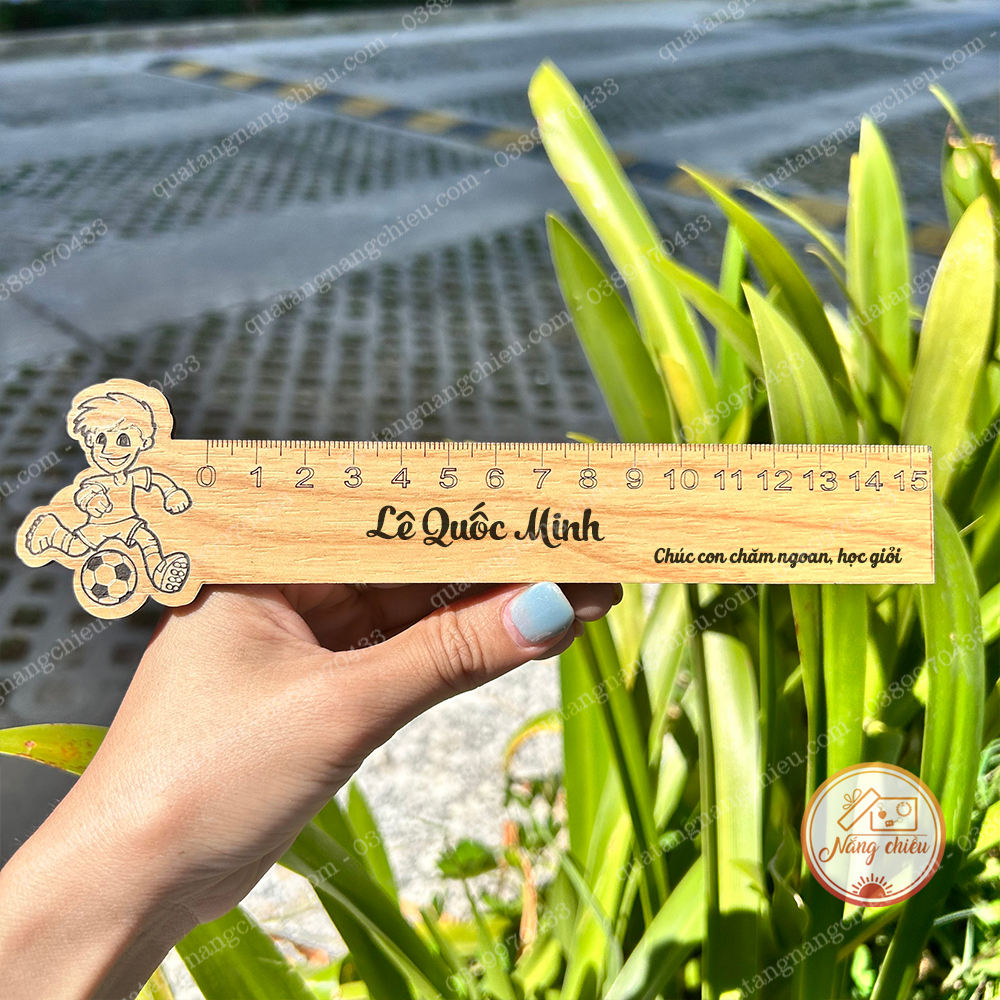 0 1 2 3 4 5 6 7 8 9 10 11 12 13 14 15
Lê Quốc Minh
Chúc con chăm ngoan, học giỏi
Nắng chiều
quatangnangchieu.com - 0389970433